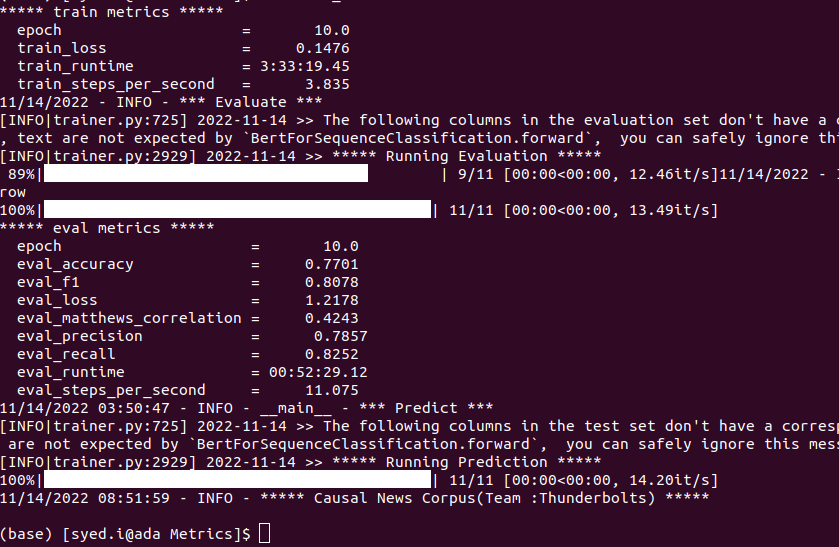 ***** train metrics *****
  epoch                    =       10.0
  train_loss               =     0.1476
  train_runtime            = 3:33:19.45
  train_steps_per_second   =      3.835
11/14/2022 - INFO - *** Evaluate ***
[INFO|trainer.py:725] 2022-11-14 >> The following columns in the evaluation set don't have a
, text are not expected by `BertForSequenceClassification.forward`,  you can safely ignore
[INFO|trainer.py:2929] 2022-11-14 >> ***** Running Evaluation *****
 89%|          | 9/11 [00:00<00:00, 12.46it/s]11/14/2022 -
row
100%|          | 11/11 [00:00<00:00, 13.49it/s]
***** eval metrics *****
  epoch                     =       10.0
  eval_accuracy             =     0.7701
  eval_f1                   =     0.8078
  eval_loss                 =     1.2178
  eval_matthews_correlation =     0.4243
  eval_precision            =      0.7857
  eval_recall               =     0.8252
  eval_runtime              = 00:52:29.12
  eval_steps_per_second     =     11.075
11/14/2022 03:50:47 - INFO - __main__ - *** Predict ***
[INFO|trainer.py:725] 2022-11-14 >> The following columns in the test set don't have a corresp
 are not expected by `BertForSequenceClassification.forward`,  you can safely ignore this mess
[INFO|trainer.py:2929] 2022-11-14 >> ***** Running Prediction *****
100%|          | 11/11 [00:00<00:00, 14.20it/s]
11/14/2022 08:51:59 - INFO - ***** Causal News Corpus(Team :Thunderbolts) *****
(base) [syed.i@ada Metrics]$